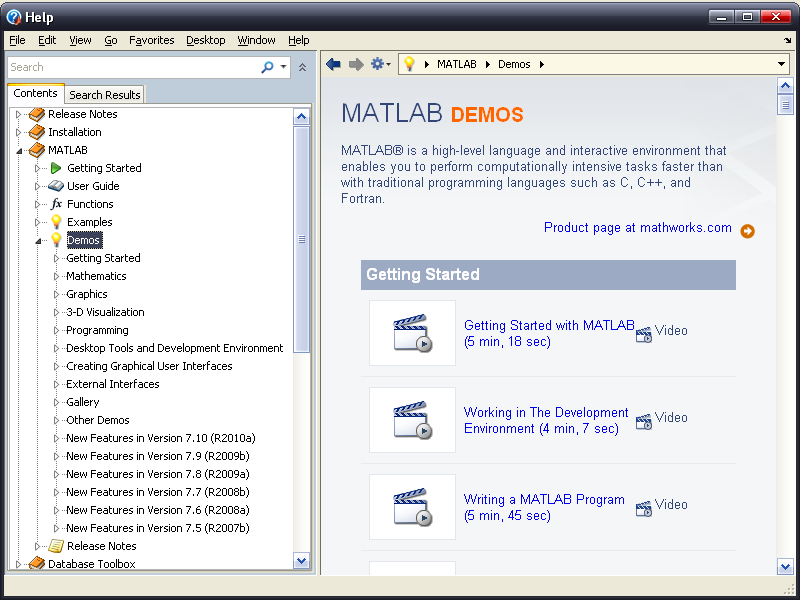 Help
File Edit View Go Favorites Desktop Window Help
Search
MATLAB Demos
Contents Search Results
Release Notes
Installation
MATLAB
Getting Started
User Guide
fx Functions
Examples
Demos
Getting Started
Mathematics
Graphics
3-D Visualization
Programming
Desktop Tools and Development Environment
Creating Graphical User Interfaces
External Interfaces
Gallery
Other Demos
New Features in Version 7.10 (R2010a)
New Features in Version 7.9 (R2009b)
New Features in Version 7.8 (R2009a)
New Features in Version 7.7 (R2008b)
New Features in Version 7.6 (R2008a)
New Features in Version 7.5 (R2007b)
Release Notes
Database Toolbox
MATLAB DEMOS
MATLAB® is a high-level language and interactive environment that
enables you to perform computationally intensive tasks faster than
with traditional programming languages such as C, C++, and
Fortran.
Product page at mathworks.com
Getting Started
Getting Started with MATLAB
(5 min, 18 sec)
Video
Working in The Development
Environment (4 min, 7 sec)
Video
Writing a MATLAB Program
(5 min, 45 sec)
Video